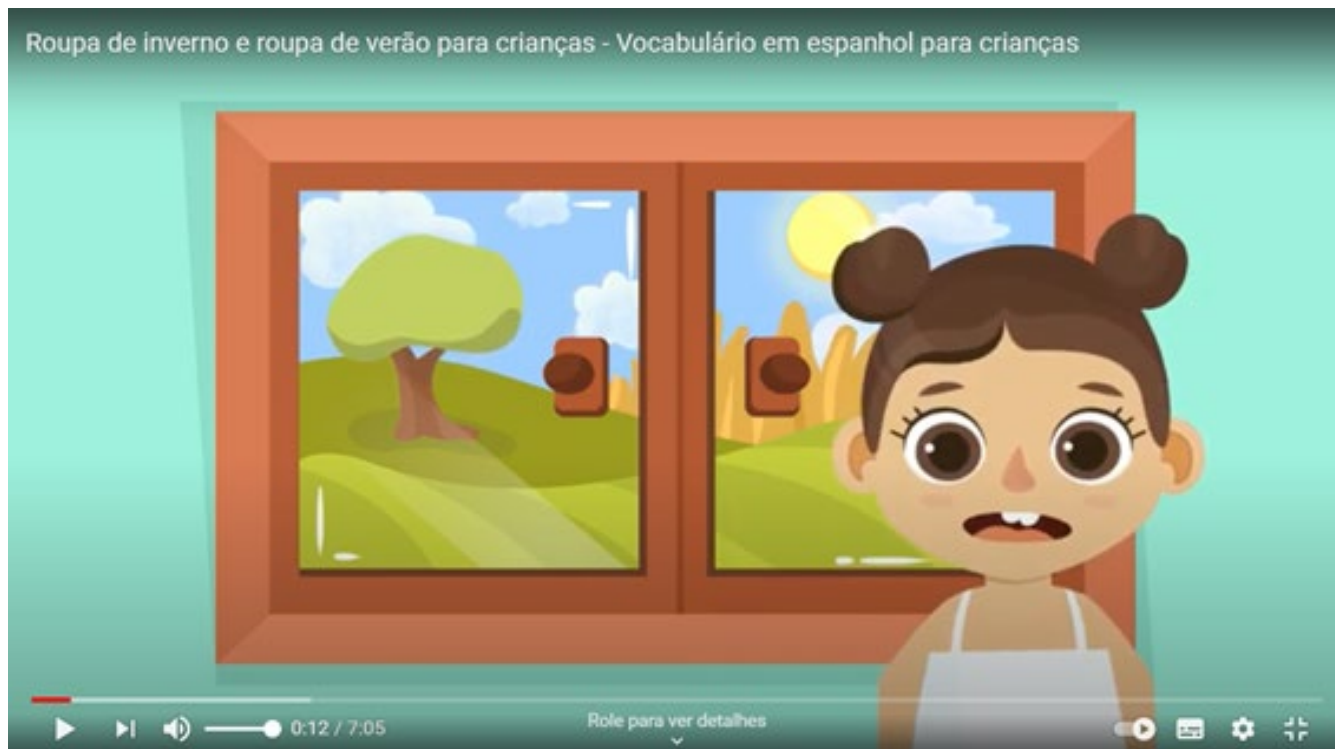 Roupa de inverno e roupa de verão para crianças - Vocabulário em espanhol para crianças
0:12 / 7:05
Role para ver detalhes